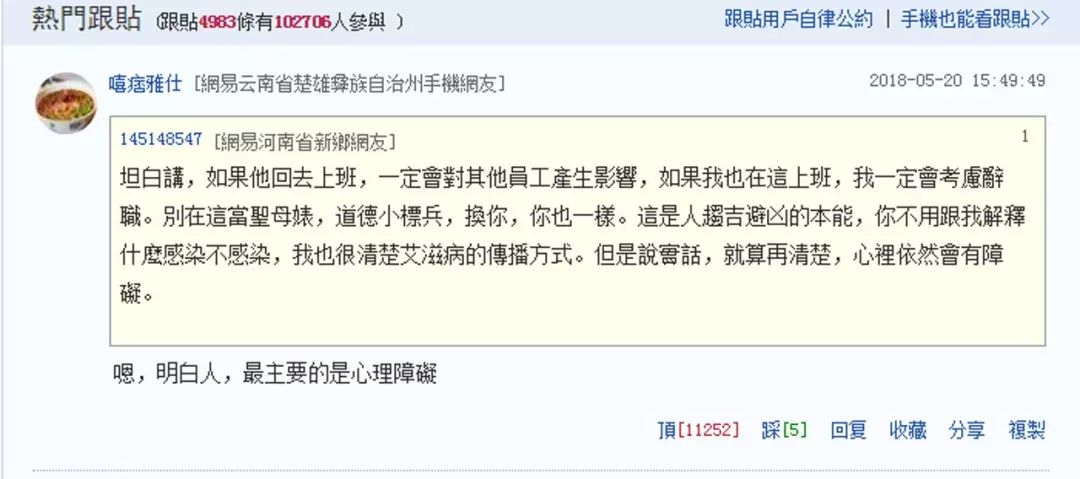 熱門跟貼 (跟貼4983條有102706人參與 )
跟貼用戶自律公約 | 手機也能看跟貼>>
嘻痞雅仕 [網易云南省楚雄彝族自治州手機網友]
2018-05-20 15:49:49
145148547 [網易河南省新鄉網友]
1
坦白講，如果他回去上班，一定會對其他員工產生影響，如果我也在這上班，我一定會考慮辭
職。別在這當聖母婊，道德小標兵，換你，你也一樣。這是人趨吉避凶的本能，你不用跟我解釋
什麼感染不感染，我也很清楚艾滋病的傳播方式。但是說實話，就算再清楚，心裡依然會有障
礙。
嗯，明白人，最主要的是心理障礙
頂[11252] 踩[5] 回复 收藏 分享 複製